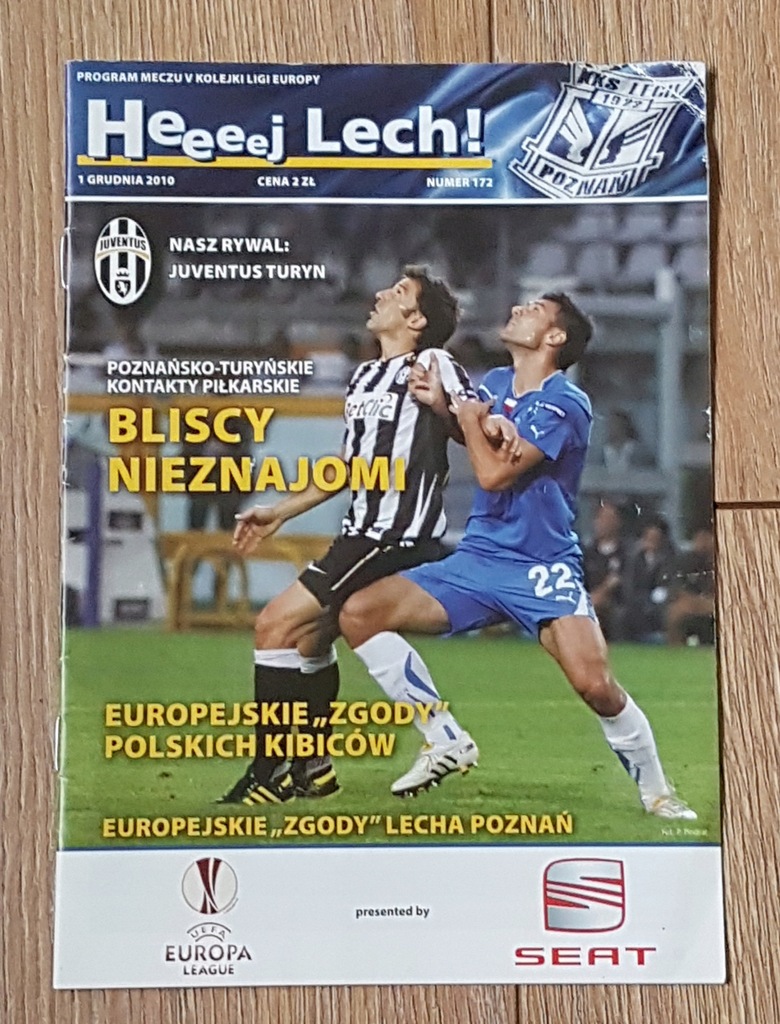 PROGRAM MECZU V KOLEJKI LIGI EUROPY
Heeeej Lech!
1 GRUDNIA 2010 CENA 2 ZŁ NUMER 172
KKS LECH
1922
POZNAŃ
JUVENTUS
NASZ RYWAL:
JUVENTUS TURYN
POZNAŃSKO-TURYŃSKIE
KONTAKTY PIŁKARSKIE
BLISCY
NIEZNAJOMI
BetClic
22
EUROPEJSKIE „ZGODY”
POLSKICH KIBICÓW
EUROPEJSKIE „ZGODY” LECHA POZNAŃ
UEFA
EUROPA
LEAGUE
presented by
SEAT